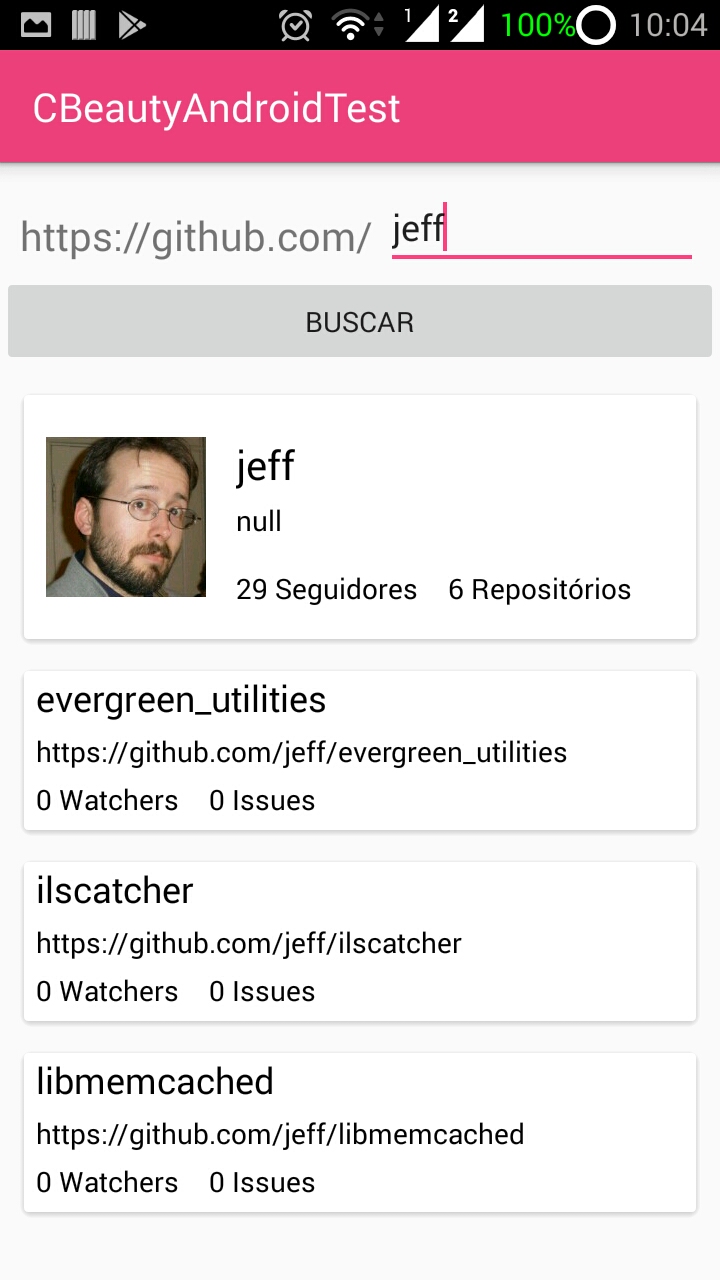 1 2 100% 10:04
CBeautyAndroidTest
https://github.com/ jeff
BUSCAR
jeff
null
29 Seguidores 6 Repositórios
evergreen_utilities
https://github.com/jeff/evergreen_utilities
0 Watchers 0 Issues
ilscatcher
https://github.com/jeff/ilscatcher
0 Watchers 0 Issues
libmemcached
https://github.com/jeff/libmemcached
0 Watchers 0 Issues